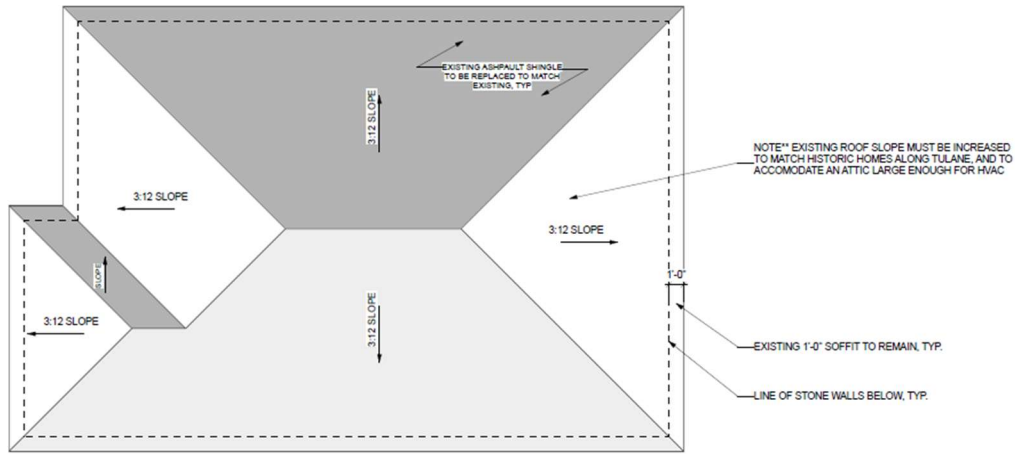 EXISTING ASHPAULT SHINGLE
TO BE REPLACED TO MATCH
EXISTING, TYP
3:12 SLOPE
NOTE** EXISTING ROOF SLOPE MUST BE INCREASED
TO MATCH HISTORIC HOMES ALONG TULANE, AND TO
ACCOMODATE AN ATTIC LARGE ENOUGH FOR HVAC
3:12 SLOPE
3:12 SLOPE
SLOPE
1'-0"
3:12 SLOPE
3:12 SLOPE
EXISTING 1'-0" SOFFIT TO REMAIN, TYP.
LINE OF STONE WALLS BELOW, TYP.